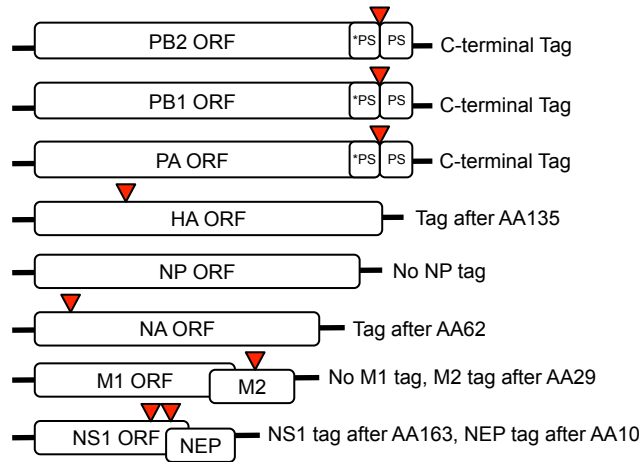 PB2 ORF *PS PS C-terminal Tag
PB1 ORF *PS PS C-terminal Tag
PA ORF *PS PS C-terminal Tag
HA ORF Tag after AA135
NP ORF No NP tag
NA ORF Tag after AA62
M1 ORF M2 No M1 tag, M2 tag after AA29
NS1 ORF NEP NS1 tag after AA163, NEP tag after AA10